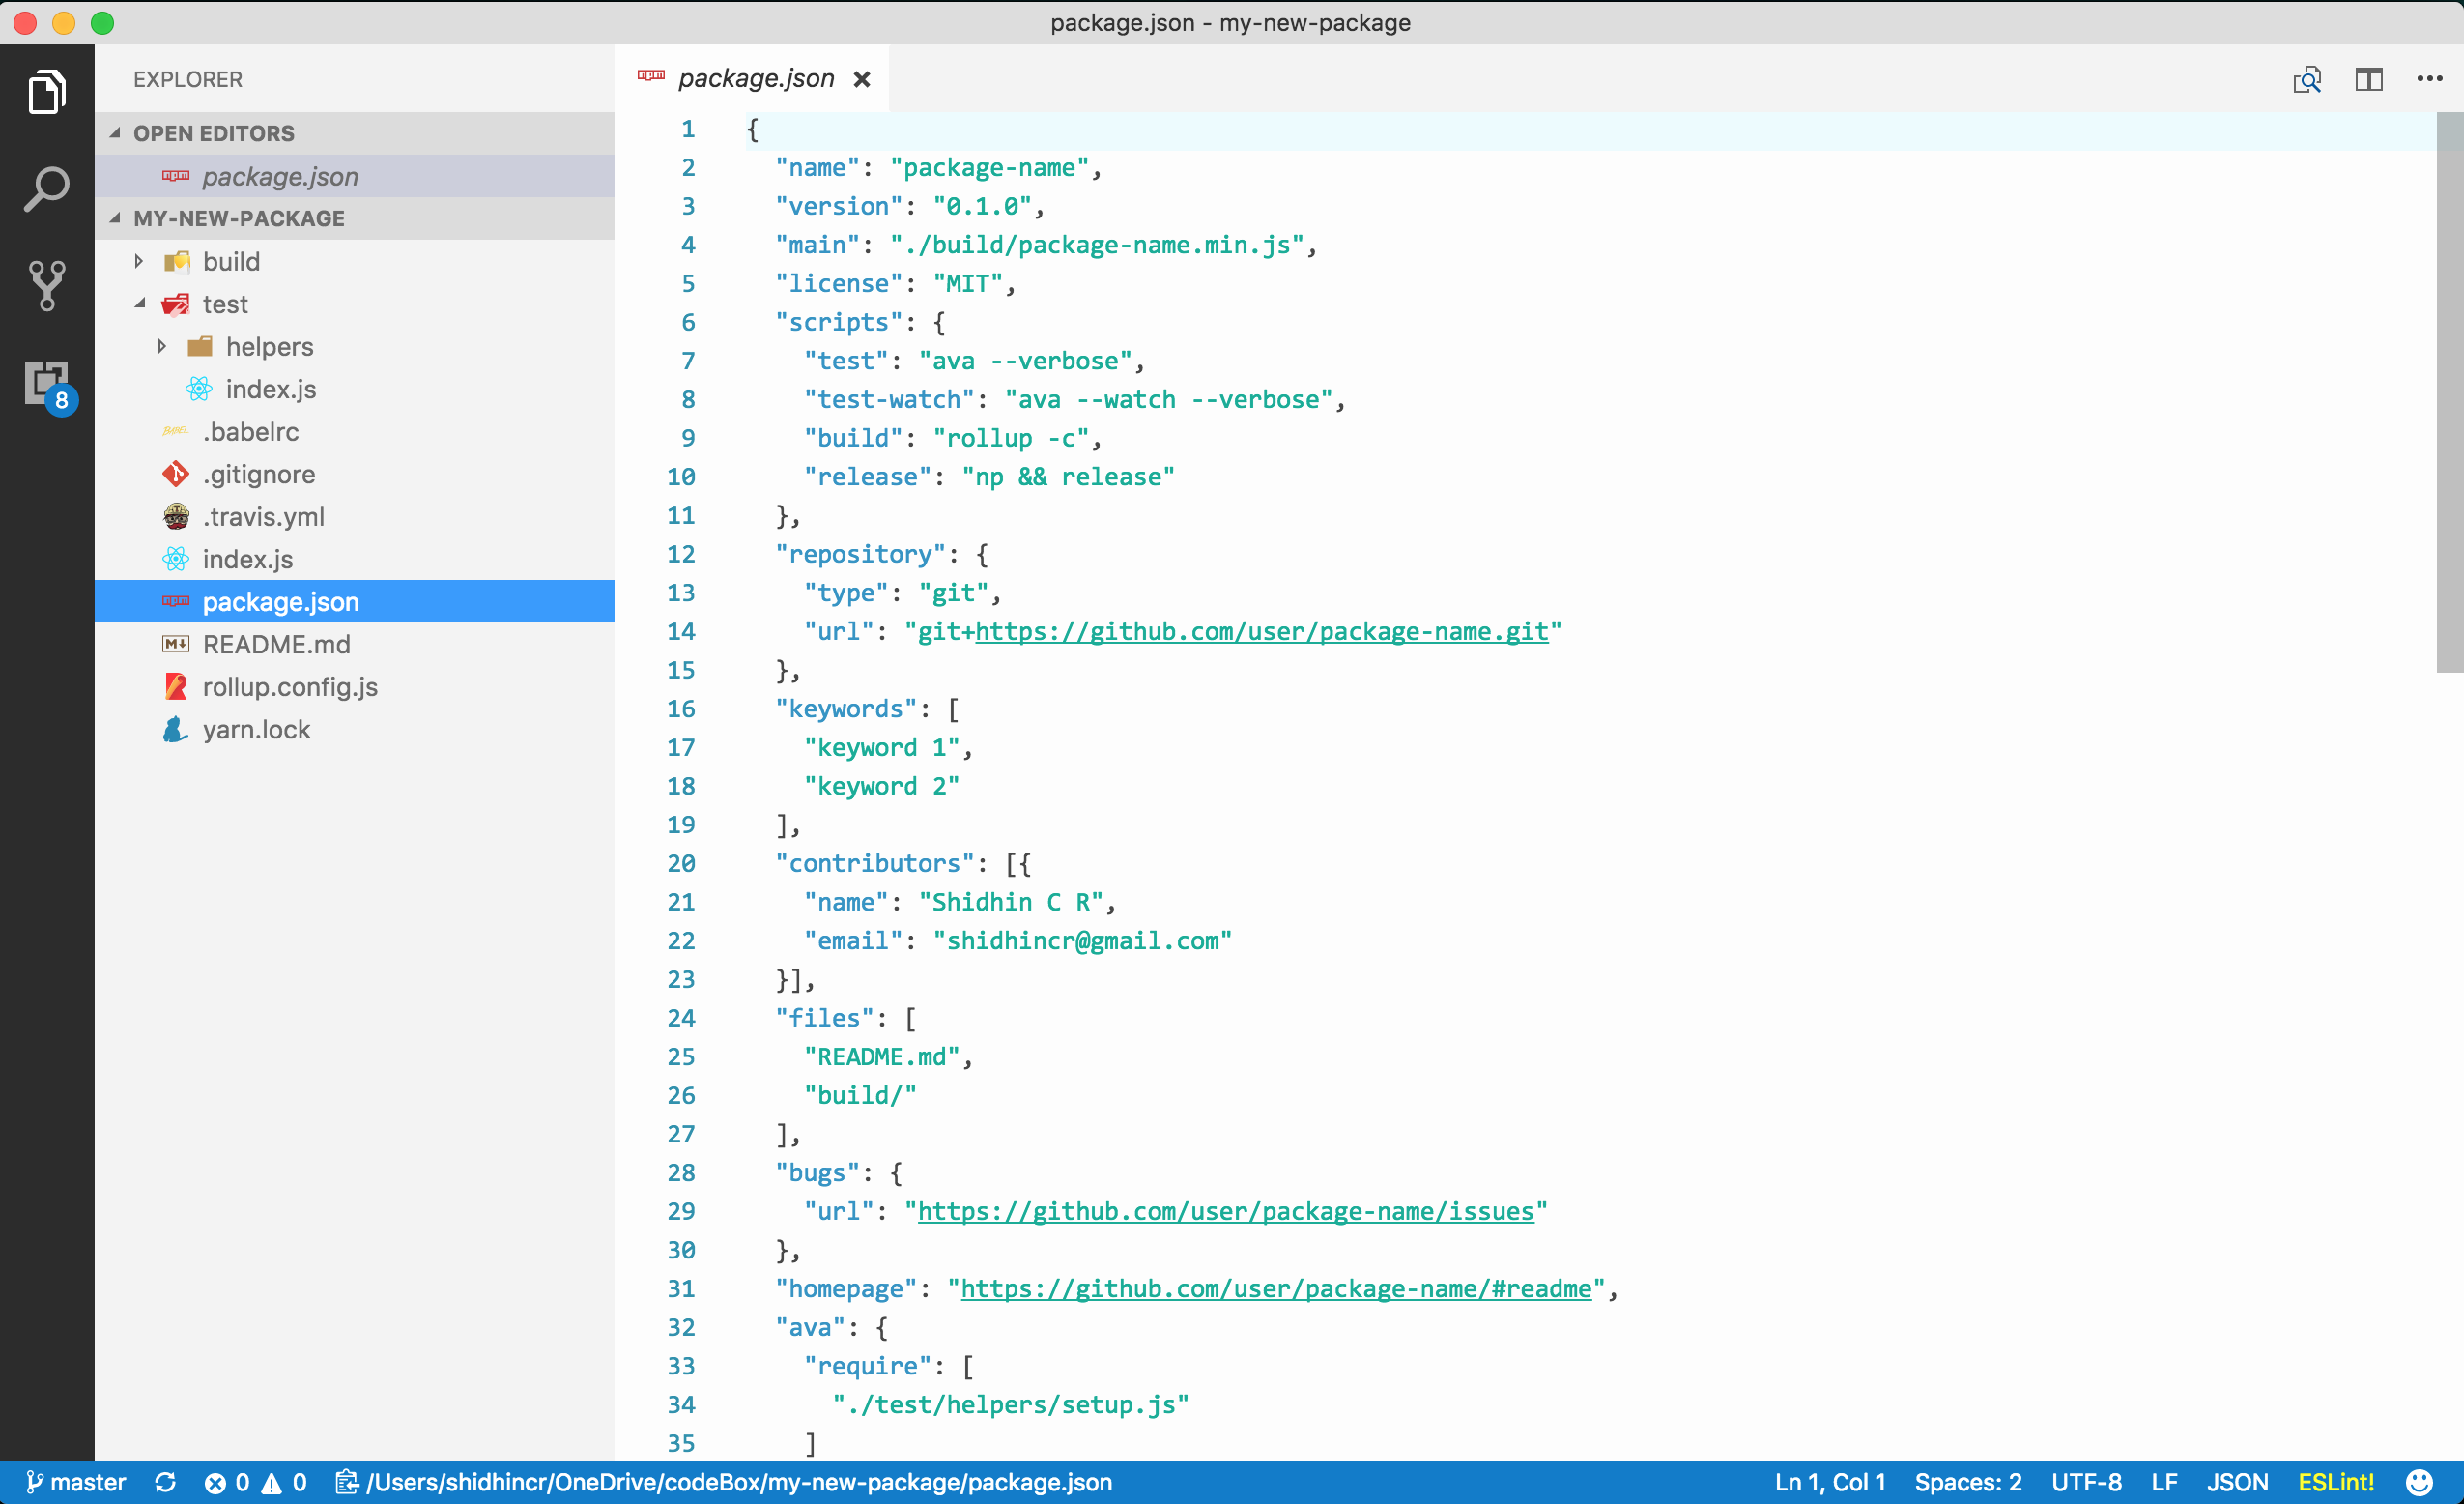 package.json - my-new-package
EXPLORER
OPEN EDITORS
package.json
MY-NEW-PACKAGE
build
test
helpers
index.js
.babelrc
.gitignore
.travis.yml
index.js
package.json
README.md
rollup.config.js
yarn.lock
8
package.json
1 {
2 "name": "package-name",
3 "version": "0.1.0",
4 "main": "./build/package-name.min.js",
5 "license": "MIT",
6 "scripts": {
7 "test": "ava --verbose",
8 "test-watch": "ava --watch --verbose",
9 "build": "rollup -c",
10 "release": "np && release"
11 },
12 "repository": {
13 "type": "git",
14 "url": "git+https://github.com/user/package-name.git"
15 },
16 "keywords": [
17 "keyword 1",
18 "keyword 2"
19 ],
20 "contributors": [{
21 "name": "Shidhin C R",
22 "email": "shidhincr@gmail.com"
23 }],
24 "files": [
25 "README.md",
26 "build/"
27 ],
28 "bugs": {
29 "url": "https://github.com/user/package-name/issues"
30 },
31 "homepage": "https://github.com/user/package-name/#readme",
32 "ava": {
33 "require": [
34 "./test/helpers/setup.js"
35 ]
master 0 0 /Users/shidhincr/OneDrive/codeBox/my-new-package/package.json Ln 1, Col 1 Spaces: 2 UTF-8 LF JSON ESLint!